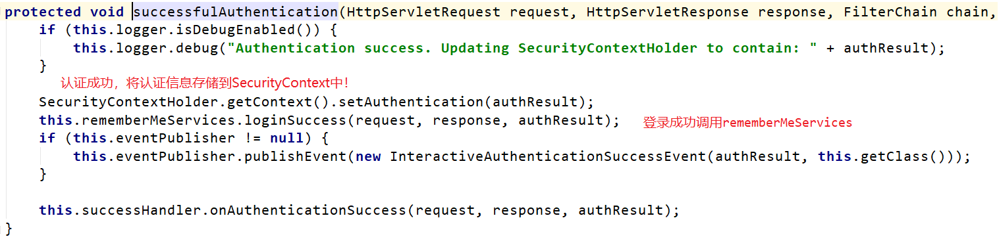 protected void successfulAuthentication(HttpServletRequest request, HttpServletResponse response, FilterChain chain,
if (this.logger.isDebugEnabled()) {
this.logger.debug("Authentication success. Updating SecurityContextHolder to contain: " + authResult);
}
认证成功，将认证信息存储到SecurityContext中！
SecurityContextHolder.getContext().setAuthentication(authResult);
this.rememberMeServices.loginSuccess(request, response, authResult); 登录成功调用rememberMeServices
if (this.eventPublisher != null) {
this.eventPublisher.publishEvent(new InteractiveAuthenticationSuccessEvent(authResult, this.getClass()));
}
this.successHandler.onAuthenticationSuccess(request, response, authResult);
}